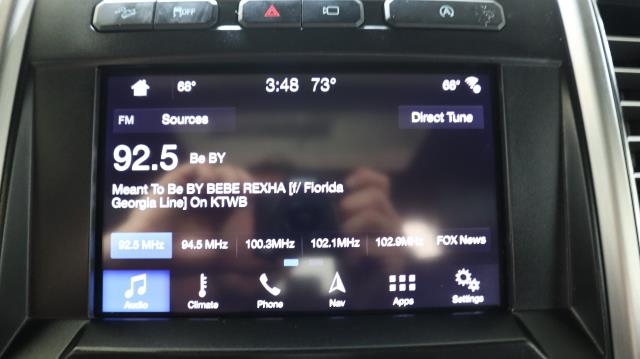 OFF
68° 3:48 73° 68°
FM Sources Direct Tune
92.5 Be BY
Meant To Be BY BEBE REXHA [f/ Florida
Georgia Line] On KTWB
92.5 MHz 94.5 MHz 100.3MHz 102.1MHz 102.9MHz FOX News
Audio Climate Phone Nav Apps Settings